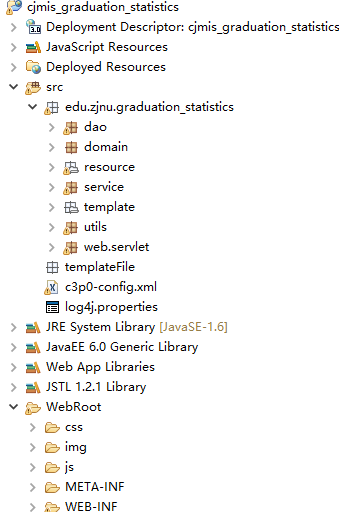 cjmis_graduation_statistics
Deployment Descriptor: cjmis_graduation_statistics
JavaScript Resources
Deployed Resources
src
edu.zjnu.graduation_statistics
dao
domain
resource
service
template
utils
web.servlet
templateFile
c3p0-config.xml
log4j.properties
JRE System Library [JavaSE-1.6]
JavaEE 6.0 Generic Library
Web App Libraries
JSTL 1.2.1 Library
WebRoot
css
img
js
META-INF
WEB-INF